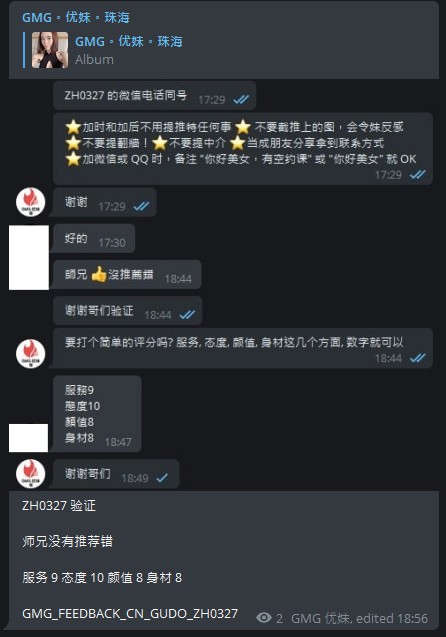 GMG • 优妹 • 珠海
GMG • 优妹 • 珠海
Album
ZH0327 的微信电话同号
17:29
⭐加时和加后不用提推特任何事 ⭐ 不要截推上的图，会令妹反感
⭐不要提翻牆！⭐不要提中介 ⭐当成朋友分享拿到联系方式
⭐加微信或 QQ 时，备注 "你好美女，有空约课" 或 "你好美女" 就 OK
17:29
谢谢
17:29
好的
17:30
師兄 👍 沒推薦錯
18:44
谢谢哥们验证
18:44
要打个简单的评分吗? 服务, 态度, 颜值, 身材这几个方面, 数字就可以
18:44
服務9
態度10
顏值8
身材8
18:47
谢谢哥们
18:49
ZH0327 验证
师兄没有推荐错
服务 9 态度 10 颜值 8 身材 8
GMG_FEEDBACK_CN_GUDO_ZH0327
2 GMG 优妹, edited 18:56